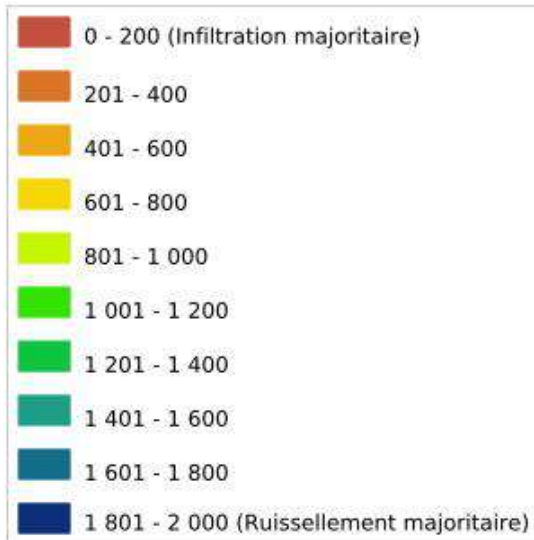 0 - 200 (Infiltration majoritaire)
201 - 400
401 - 600
601 - 800
801 - 1 000
1 001 - 1 200
1 201 - 1 400
1 401 - 1 600
1 601 - 1 800
1 801 - 2 000 (Ruissellement majoritaire)